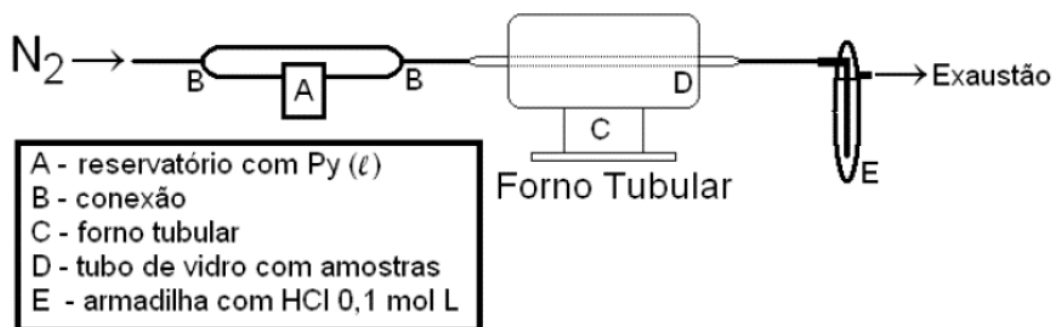 N₂
B
A
B
D
C
E
Exaustão
Forno Tubular
A - reservatório com Py (ℓ)
B - conexão
C - forno tubular
D - tubo de vidro com amostras
E - armadilha com HCl 0,1 mol L